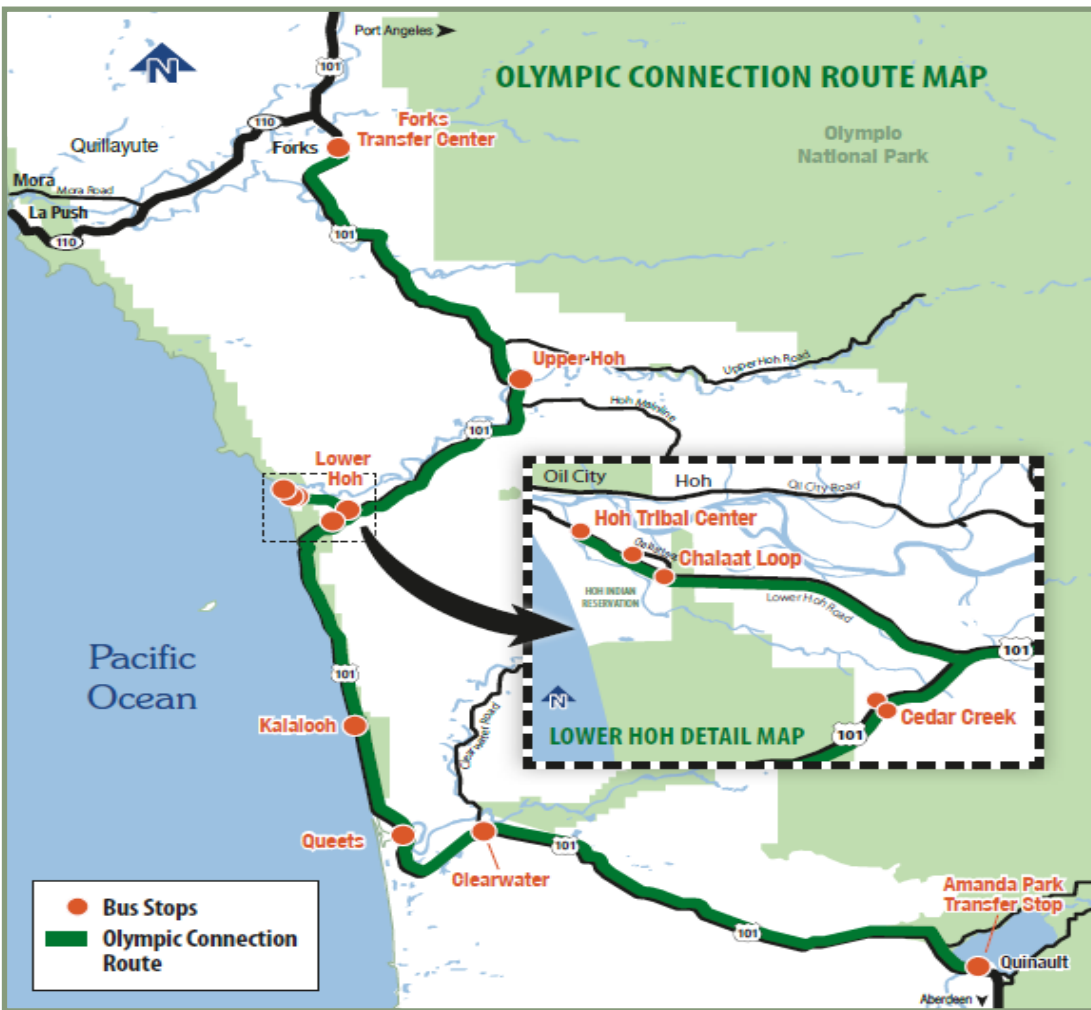 Port Angeles
N
101
OLYMPIC CONNECTION ROUTE MAP
Forks
Transfer Center
110
Quillayute
Forks
Olympio
National Park
Mora
Mora Road
La Push
110
101
Upper Hoh
Upper Hoh Road
Hoh Mainline
101
Lower
Hoh
Oil City
Hoh
Oil City Road
Hoh Tribal Center
Chalaat Loop
HOH INDIAN
RESERVATION
Lower Hoh Road
101
N
Cedar Creek
LOWER HOH DETAIL MAP
101
Pacific
Ocean
101
Kalalooh
Clearwater Road
Queets
101
Clearwater
Amanda Park
Transfer Stop
101
Quinault
Aberdeen
Bus Stops
Olympic Connection
Route